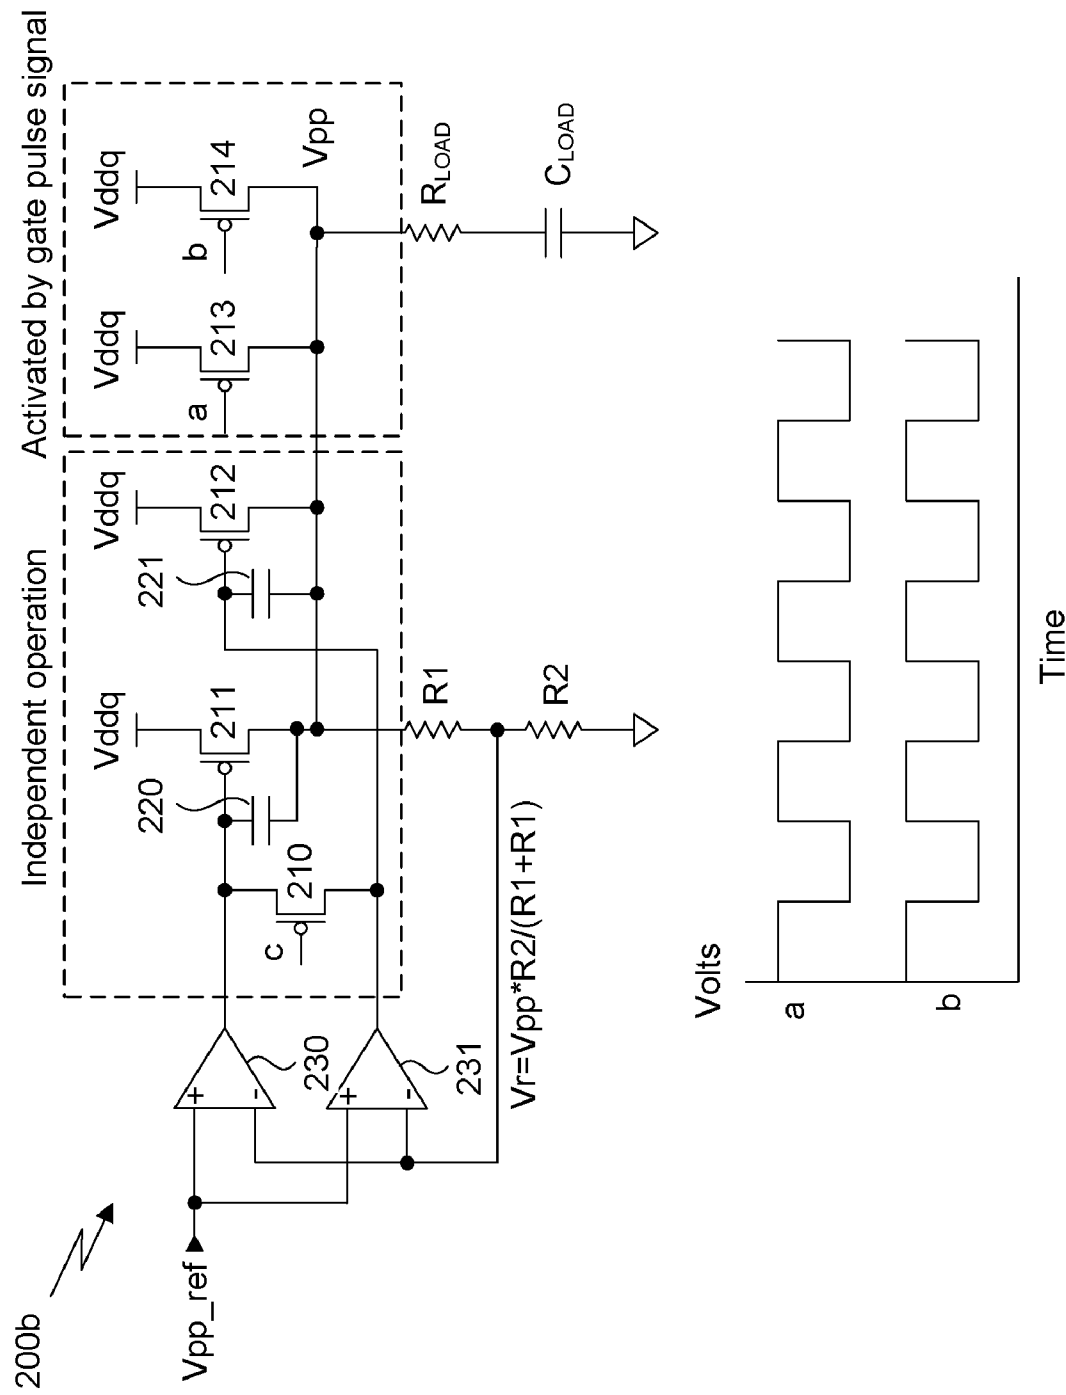 200b
Independent operation
Activated by gate pulse signal
Vddq
Vddq
Vddq
Vddq
220
211
221
212
a
213
b
214
Vpp
Vpp_ref
+
-
230
+
-
231
c
210
R1
R2
RLOAD
CLOAD
Vr=Vpp*R2/(R1+R1)
Volts
a
b
Time